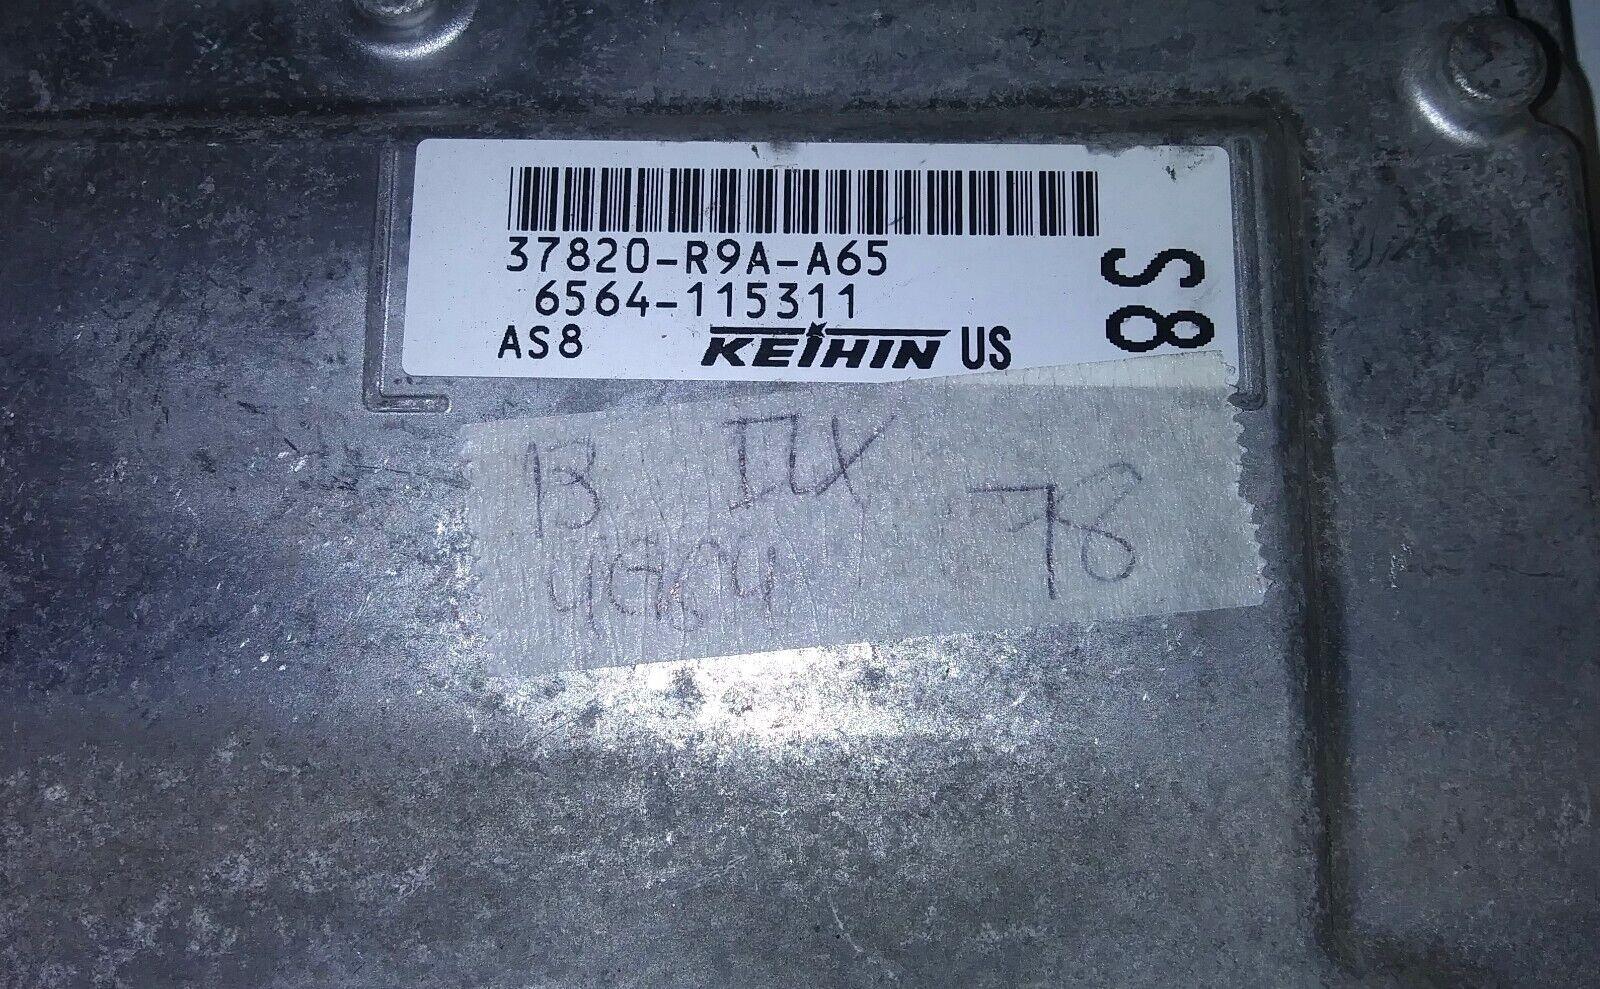 37820-R9A-A65
6564-115311
AS8 KEIHIN US
S8
13 ILX 78